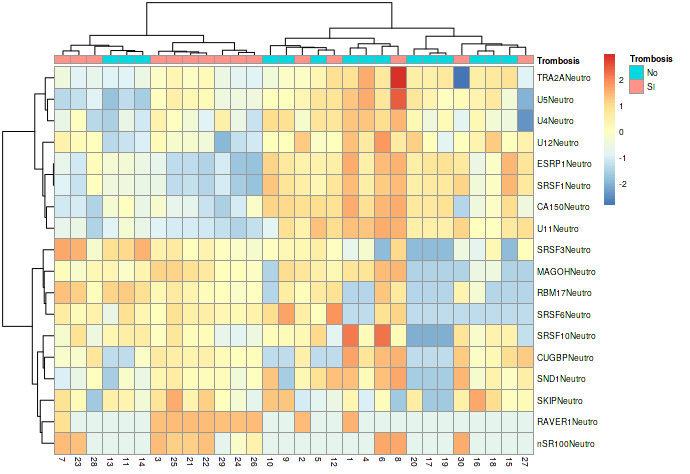 Trombosis
TRA2ANeutro
U5Neutro
U4Neutro
U12Neutro
ESRP1Neutro
SRSF1Neutro
CA150Neutro
U11Neutro
SRSF3Neutro
MAGOHNeutro
RBM17Neutro
SRSF6Neutro
SRSF10Neutro
CUGBPNeutro
SND1Neutro
SKIPNeutro
RAVER1Neutro
nSR100Neutro
7 23 28 13 11 14 3 25 21 22 29 24 26 10 9 2 5 12 1 4 6 8 20 17 19 30 16 18 15 27
2
1
0
-1
-2
Trombosis
No
SI